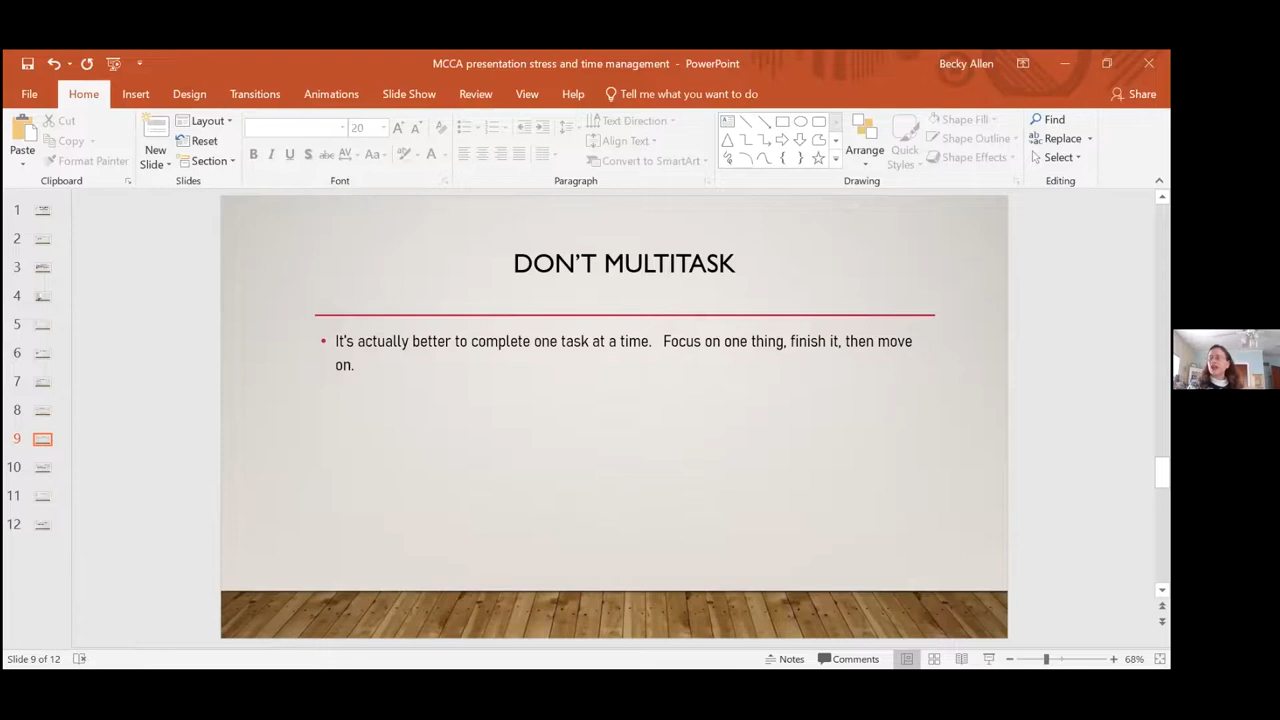 MCCA presentation stress and time management - PowerPoint
Becky Allen
File Home Insert Design Transitions Animations Slide Show Review View Help Tell me what you want to do Share
Paste
Cut
Copy
Format Painter
Clipboard
New Slide
Layout
Reset
Section
Slides
20
B I U S abc AV Aa A
Font
Text Direction
Align Text
Convert to SmartArt
Paragraph
Arrange
Quick Styles
Shape Fill
Shape Outline
Shape Effects
Drawing
Find
Replace
Select
Editing
1
2
3
4
5
6
7
8
9
10
11
12
DON'T MULTITASK
• It's actually better to complete one task at a time.   Focus on one thing, finish it, then move
on.
Slide 9 of 12
Notes Comments 68%